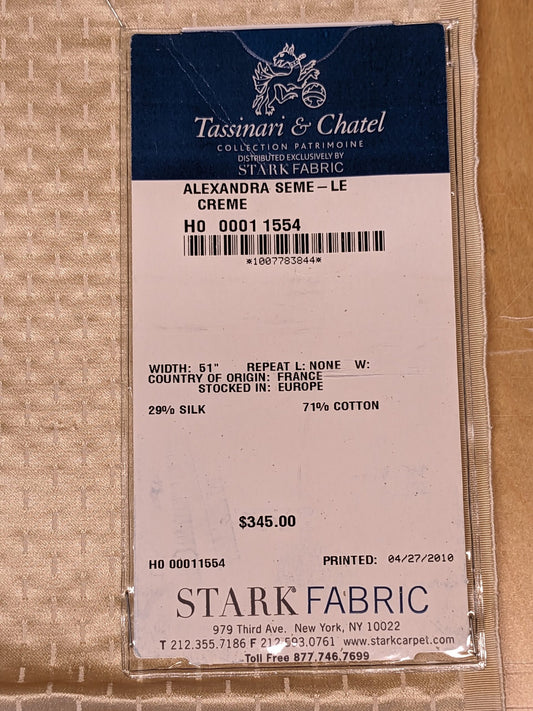 Tassinari & Chatel
COLLECTION PATRIMOINE
DISTRIBUTED EXCLUSIVELY BY
STARK FABRIC
ALEXANDRA SEME-LE
CREME
H0 0001 1554
*1007783844*
WIDTH: 51" REPEAT L: NONE W:
COUNTRY OF ORIGIN: FRANCE
STOCKED IN: EUROPE
29% SILK 71% COTTON
$345.00
H0 00011554 PRINTED: 04/27/2010
STARK FABRIC
979 Third Ave. New York, NY 10022
T 212.355.7186 F 212.593.0761 www.starkcarpet.com
Toll Free 877.746.7699